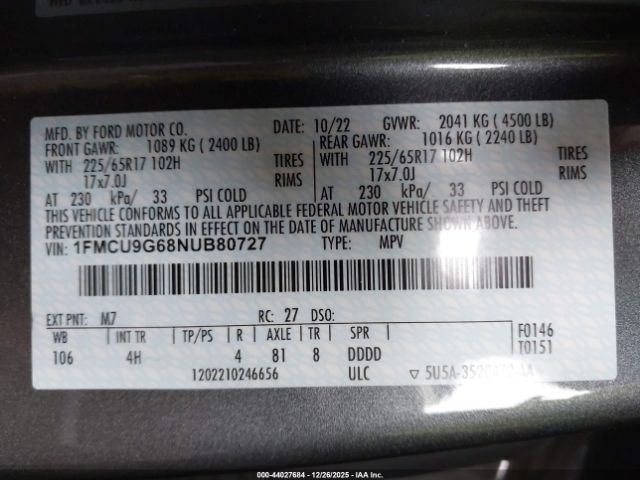 MFD. BY FORD MOTOR CO. DATE: 10/22 GVWR: 2041 KG ( 4500 LB)
FRONT GAWR: 1089 KG ( 2400 LB) REAR GAWR: 1016 KG ( 2240 LB)
WITH 225/65R17 102H TIRES WITH 225/65R17 102H TIRES
17x7.0J RIMS 17x7.0J RIMS
AT 230 kPa/ 33 PSI COLD AT 230 kPa/ 33 PSI COLD
THIS VEHICLE CONFORMS TO ALL APPLICABLE FEDERAL MOTOR VEHICLE SAFETY AND THEFT
PREVENTION STANDARDS IN EFFECT ON THE DATE OF MANUFACTURE SHOWN ABOVE.
VIN: 1FMCU9G68NUB80727 TYPE: MPV
EXT PNT: M7 RC: 27 DSO:
WB INT TR TP/PS R AXLE TR SPR F0146
106 4H 4 81 8 DDDD T0151
1202210246656 ULC ▽ 5U5A-3520472-AA
000-44027684 | 12/26/2025 - IAA Inc.